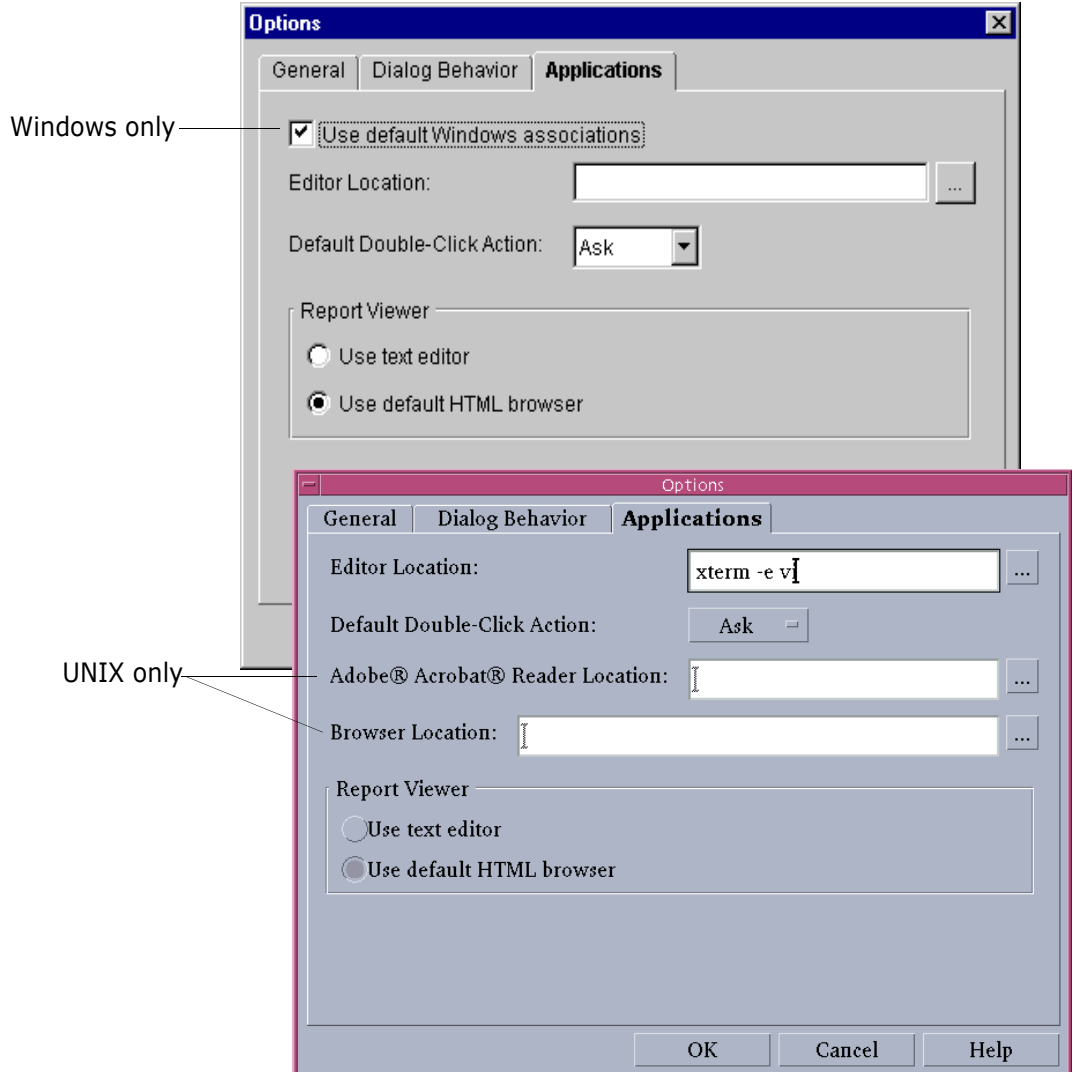 Options
General Dialog Behavior Applications
Windows only
Use default Windows associations
Editor Location:
...
Default Double-Click Action: Ask
Report Viewer
Use text editor
Use default HTML browser
Options
General Dialog Behavior Applications
Editor Location: xterm -e vi ...
Default Double-Click Action: Ask
UNIX only
Adobe® Acrobat® Reader Location: ...
Browser Location: ...
Report Viewer
Use text editor
Use default HTML browser
OK Cancel Help